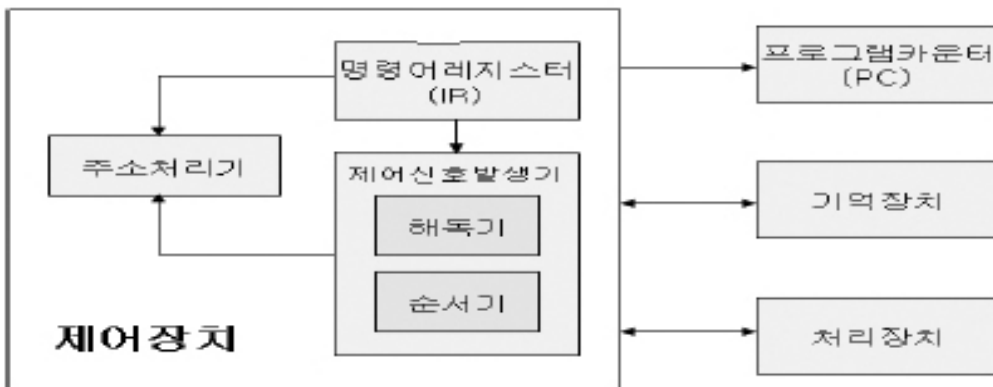 명령어레지스터
(IR)
프로그램카운터
(PC)
주소처리기
제어신호발생기
해독기
기억장치
순서기
제어장치
처리장치